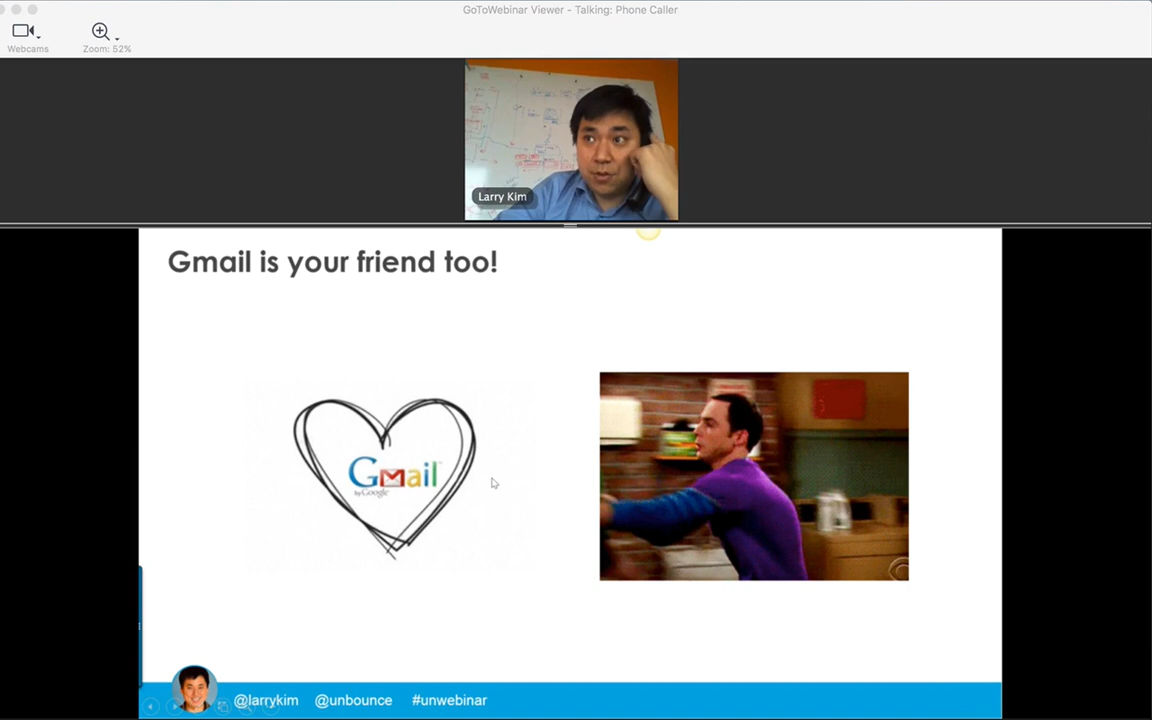 GoToWebinar Viewer - Talking: Phone Caller
Webcams
Zoom: 52%
Larry Kim
Gmail is your friend too!
Gmail
by Google
@larrykim @unbounce #unwebinar